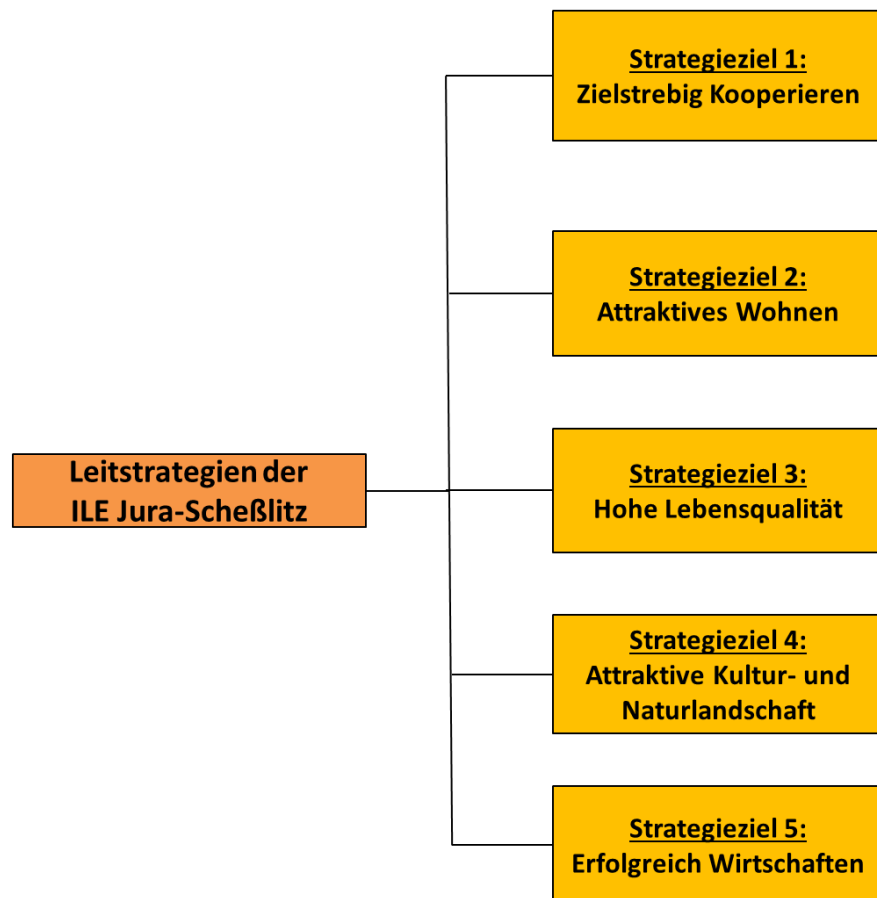 Strategieziel 1:
Zielstrebig Kooperieren
Strategieziel 2:
Attraktives Wohnen
Leitstrategien der
ILE Jura-Scheßlitz
Strategieziel 3:
Hohe Lebensqualität
Strategieziel 4:
Attraktive Kultur- und
Naturlandschaft
Strategieziel 5:
Erfolgreich Wirtschaften